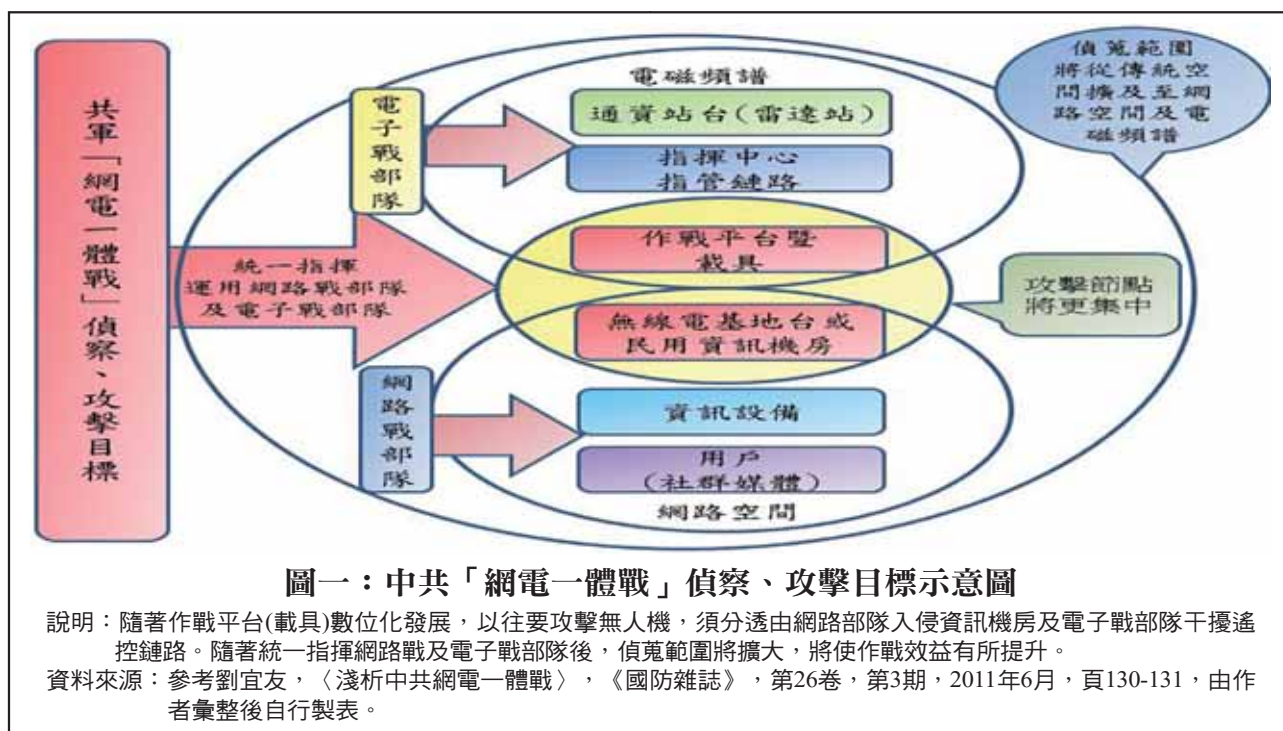 共軍「網電一體戰」偵察、攻擊目標
統一指揮
運用網路戰部隊
及電子戰部隊
電子戰部隊
網路戰部隊
電磁頻譜
通資站台(雷達站)
指揮中心
指管鏈路
作戰平台暨
載具
無線電基地台或
民用資訊機房
資訊設備
用戶
(社群媒體)
網路空間
偵蒐範圍
將從傳統空
間擴及至網
路空間及電
磁頻譜
攻擊節點
將更集中
圖一：中共「網電一體戰」偵察、攻擊目標示意圖
說明：隨著作戰平台(載具)數位化發展，以往要攻擊無人機，須分透由網路部隊入侵資訊機房及電子戰部隊干擾遙
控鏈路。隨著統一指揮網路戰及電子戰部隊後，偵蒐範圍將擴大，將使作戰效益有所提升。
資料來源：參考劉宜友，〈淺析中共網電一體戰〉，《國防雜誌》，第26卷，第3期，2011年6月，頁130-131，由作
者彙整後自行製表。